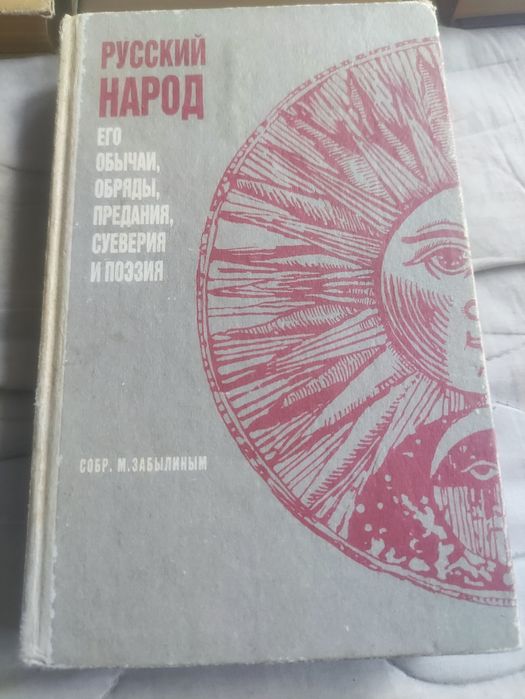 РУССКИЙ
НАРОД
ЕГО
ОБЫЧАИ,
ОБРЯДЫ,
ПРЕДАНИЯ,
СУЕВЕРИЯ
И ПОЭЗИЯ
СОБР. М. ЗАБЫЛИНЫМ